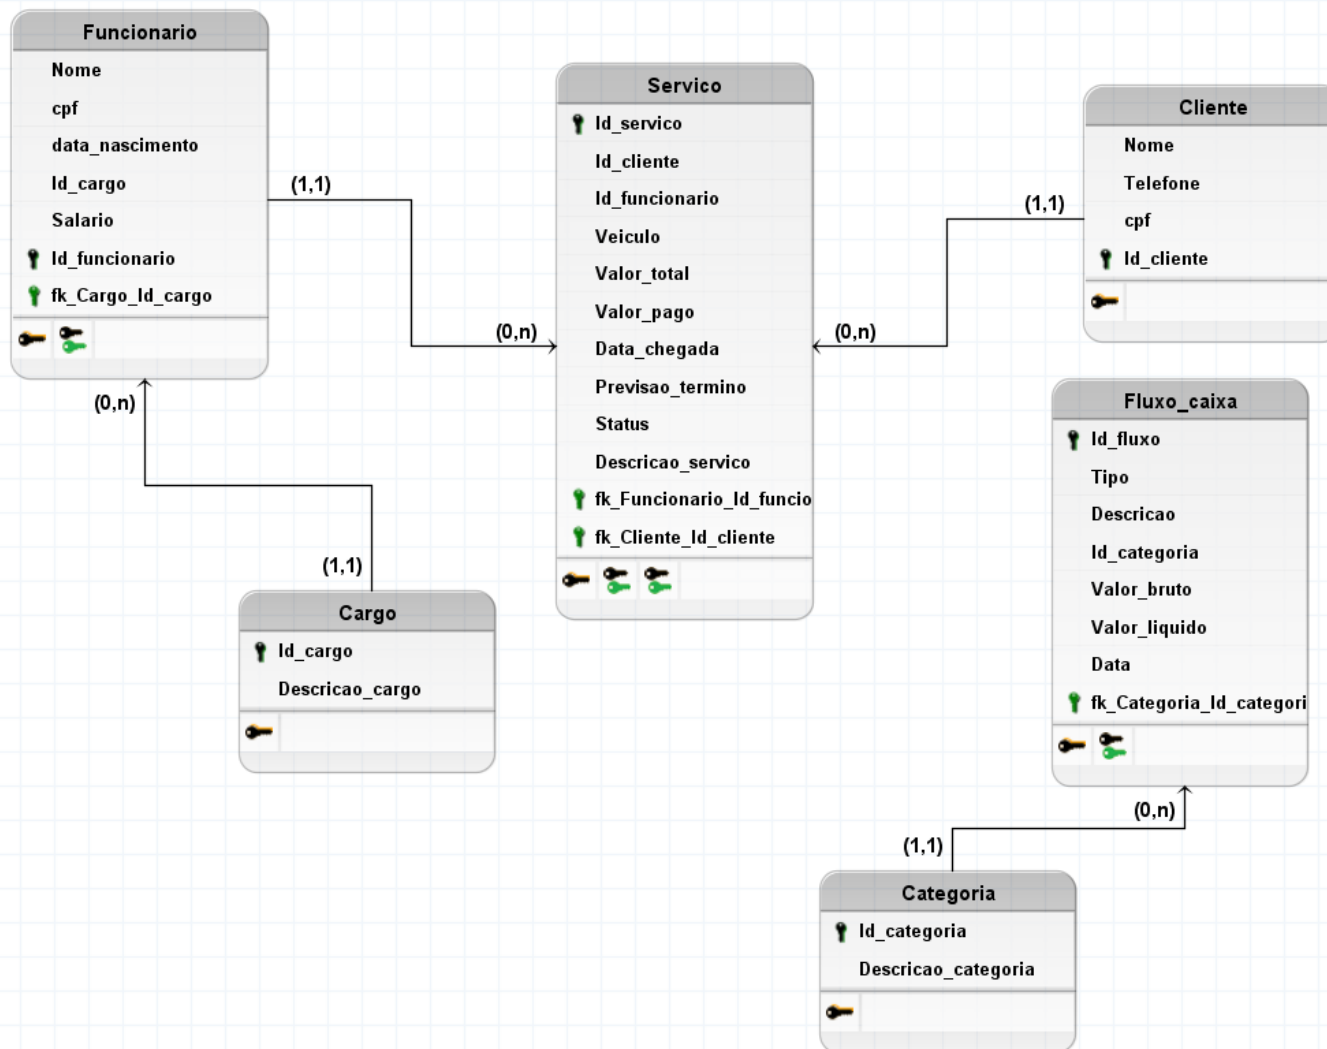 Funcionario
Nome
cpf
data_nascimento
Id_cargo
Salario
Id_funcionario
fk_Cargo_Id_cargo
(1,1)
(0,n)
(0,n)
(1,1)
Servico
Id_servico
Id_cliente
Id_funcionario
Veiculo
Valor_total
Valor_pago
Data_chegada
Previsao_termino
Status
Descricao_servico
fk_Funcionario_Id_funcio
fk_Cliente_Id_cliente
(1,1)
(0,n)
Cliente
Nome
Telefone
cpf
Id_cliente
Cargo
Id_cargo
Descricao_cargo
Fluxo_caixa
Id_fluxo
Tipo
Descricao
Id_categoria
Valor_bruto
Valor_liquido
Data
fk_Categoria_Id_categori
(0,n)
(1,1)
Categoria
Id_categoria
Descricao_categoria